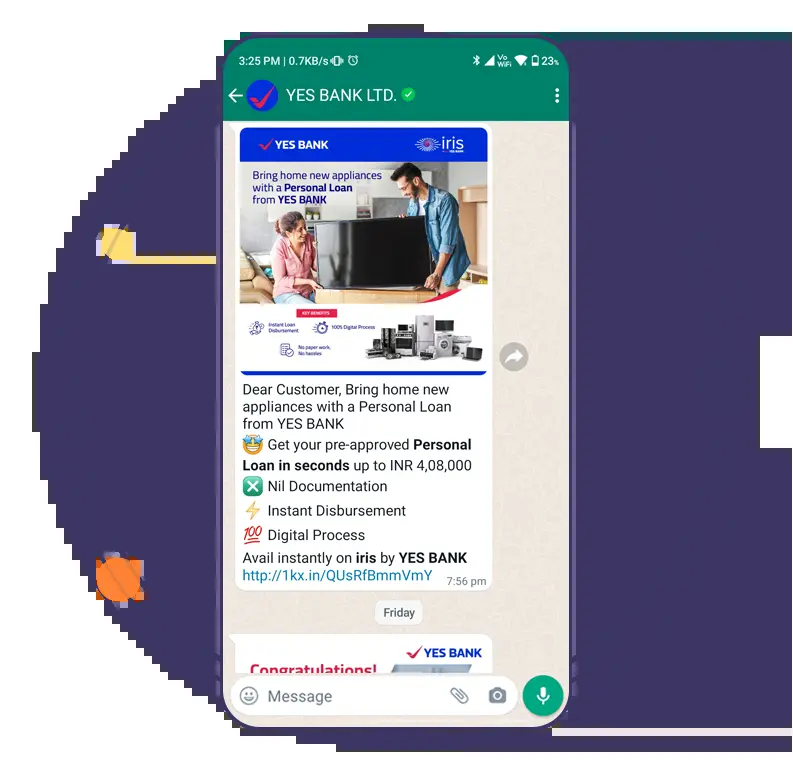 3:25 PM | 0.7KB/s
Vo
WiFi
23%
YES BANK LTD.
YES BANK
iris
Bring home new appliances
with a Personal Loan
from YES BANK
KEY BENEFITS
Instant Loan
Disbursement
100% Digital Process
No paper work,
No hassles
Dear Customer, Bring home new
appliances with a Personal Loan
from YES BANK
🤩 Get your pre-approved Personal
Loan in seconds up to INR 4,08,000
❎ Nil Documentation
⚡ Instant Disbursement
💯 Digital Process
Avail instantly on iris by YES BANK
http://1kx.in/QUsRfBmmVmY
7:56 pm
Friday
YES BANK
Congratulations!
Message